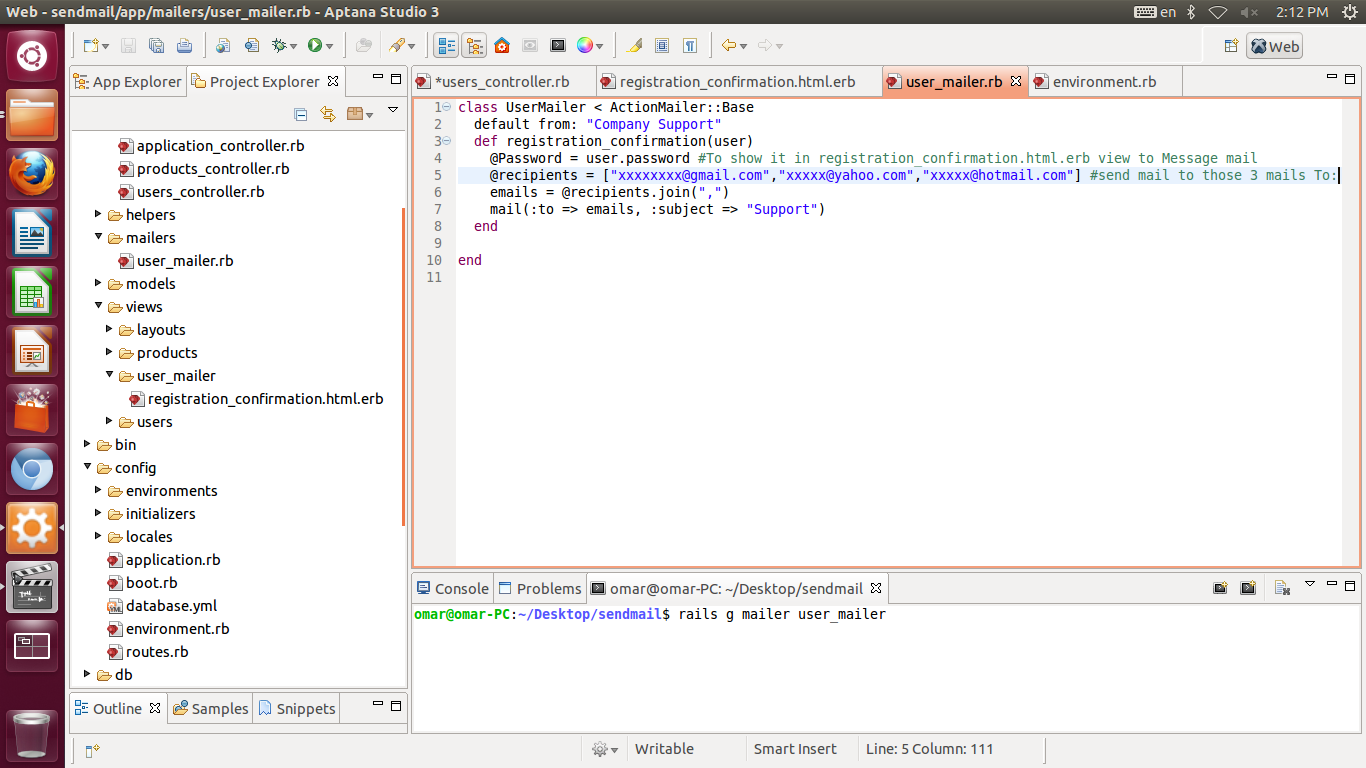 Web - sendmail/app/mailers/user_mailer.rb - Aptana Studio 3
en
2:12 PM
Web
App Explorer
Project Explorer
*users_controller.rb
registration_confirmation.html.erb
user_mailer.rb
environment.rb
application_controller.rb
products_controller.rb
users_controller.rb
helpers
mailers
user_mailer.rb
models
views
layouts
products
user_mailer
registration_confirmation.html.erb
users
bin
config
environments
initializers
locales
application.rb
boot.rb
database.yml
environment.rb
routes.rb
db
1 class UserMailer < ActionMailer::Base
2 default from: "Company Support"
3 def registration_confirmation(user)
4 @Password = user.password #To show it in registration_confirmation.html.erb view to Message mail
5 @recipients = ["xxxxxxxx@gmail.com","xxxxx@yahoo.com","xxxxx@hotmail.com"] #send mail to those 3 mails To:
6 emails = @recipients.join(",")
7 mail(:to => emails, :subject => "Support")
8 end
9
10 end
11
Console
Problems
omar@omar-PC: ~/Desktop/sendmail
omar@omar-PC:~/Desktop/sendmail$ rails g mailer user_mailer
Outline
Samples
Snippets
Writable
Smart Insert
Line: 5 Column: 111